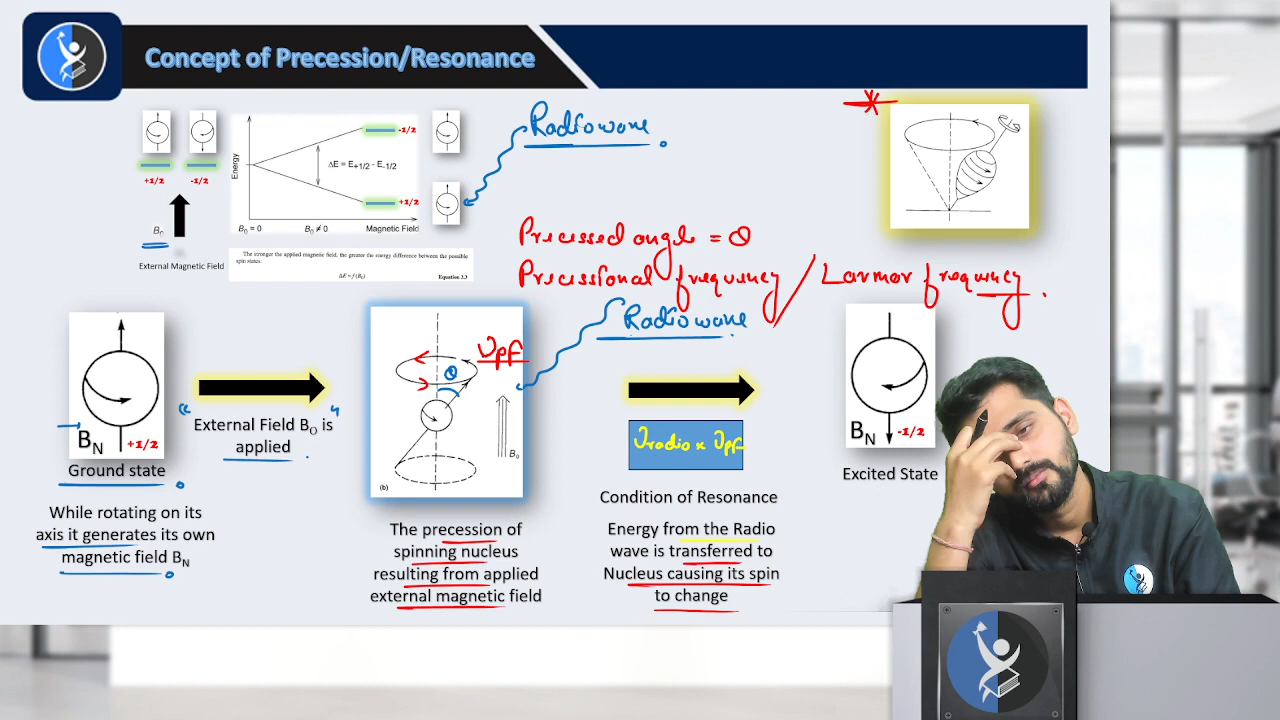 Concept of Precession/Resonance
+1/2
-1/2
B₀
External Magnetic Field
Energy
-1/2
ΔE = E+1/2 - E-1/2
+1/2
B₀ = 0
B₀ ≠ 0
Magnetic Field
The stronger the applied magnetic field, the greater the energy difference between the possible
spin states:
ΔE = f (B₀)
Equation 3.3
Radiowave
Precessed angle = θ
Precessional frequency / Larmor frequency.
Radiowave
BN
+1/2
Ground state
While rotating on its
axis it generates its own
magnetic field BN
"External Field BO is"
applied
νpf
θ
B₀
(b)
The precession of
spinning nucleus
resulting from applied
external magnetic field
νradio × νpf
Condition of Resonance
Energy from the Radio
wave is transferred to
Nucleus causing its spin
to change
BN
-1/2
Excited State